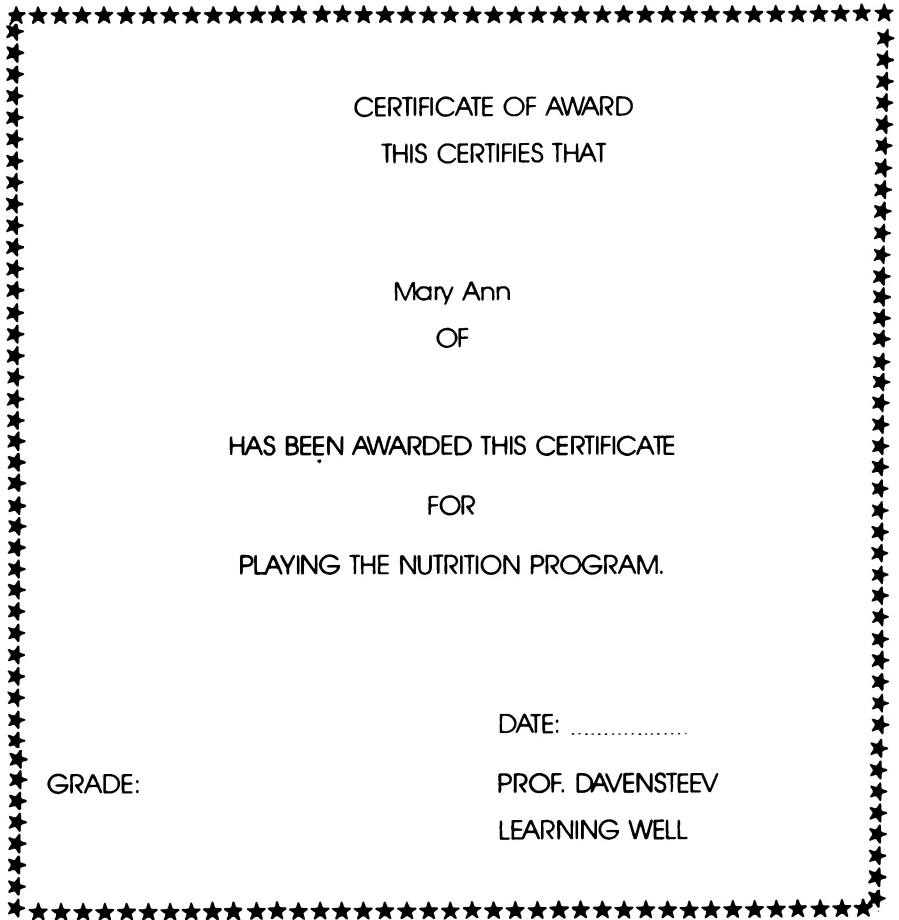 CERTIFICATE OF AWARD
THIS CERTIFIES THAT
Mary Ann
OF
HAS BEEN AWARDED THIS CERTIFICATE
FOR
PLAYING THE NUTRITION PROGRAM.
DATE: ..................
GRADE:
PROF. DAVENSTEEV
LEARNING WELL